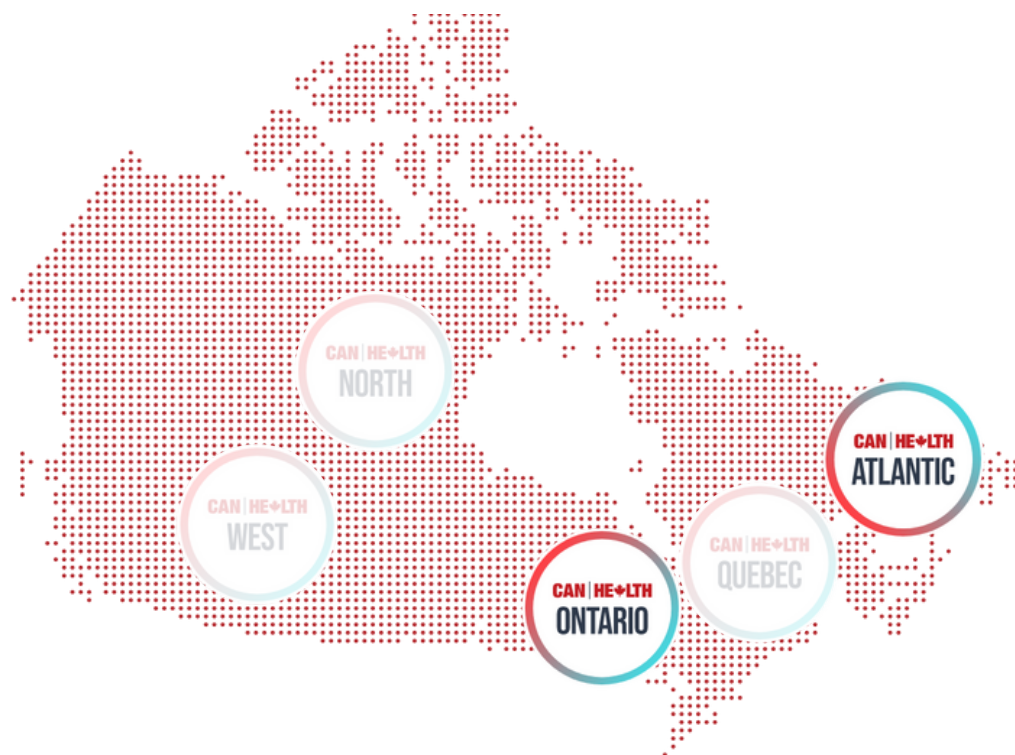 CAN|HE LTH
NORTH
CAN|HE LTH
ATLANTIC
CAN|HE LTH
WEST
CAN|HE LTH
QUEBEC
CAN|HE LTH
ONTARIO